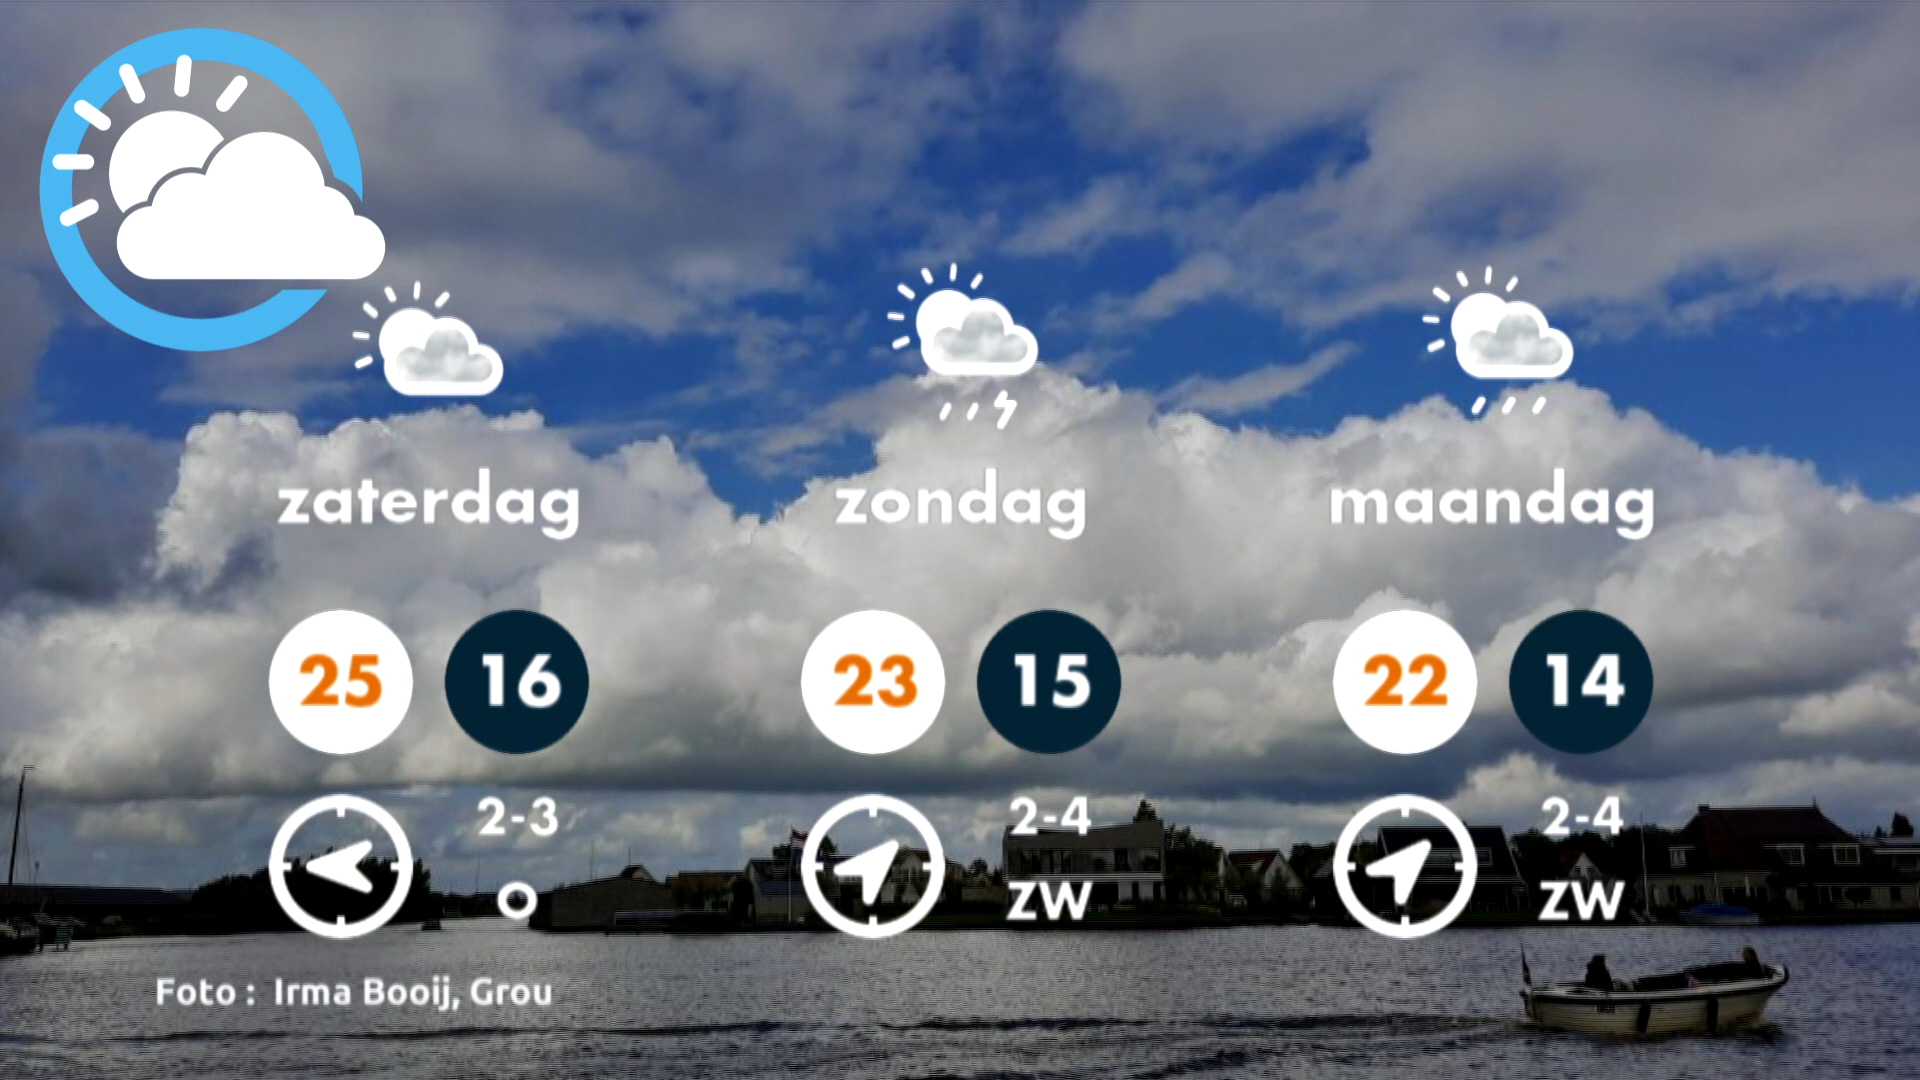 zaterdag zondag maandag
25 16 23 15 22 14
2-3 2-4 2-4
O ZW ZW
Foto : Irma Booij, Grou